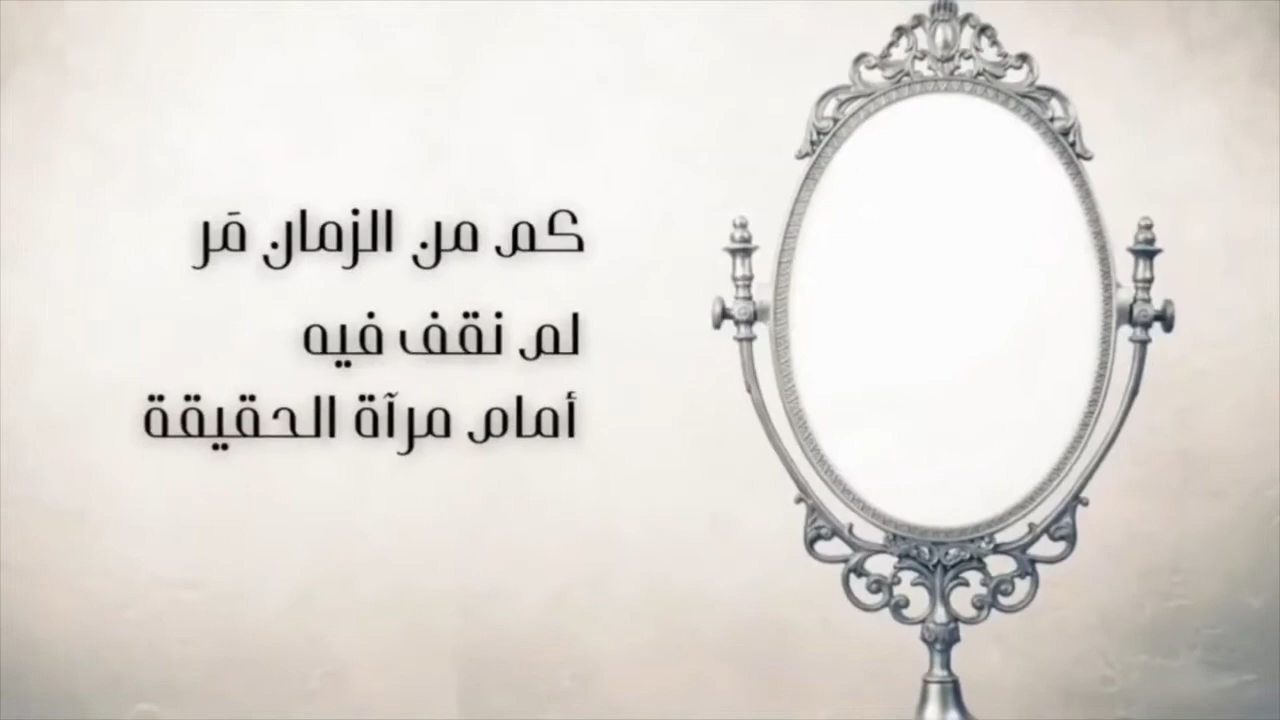 كم من الزمان مَر
لم نقف فيه
أمام مرآة الحقيقة